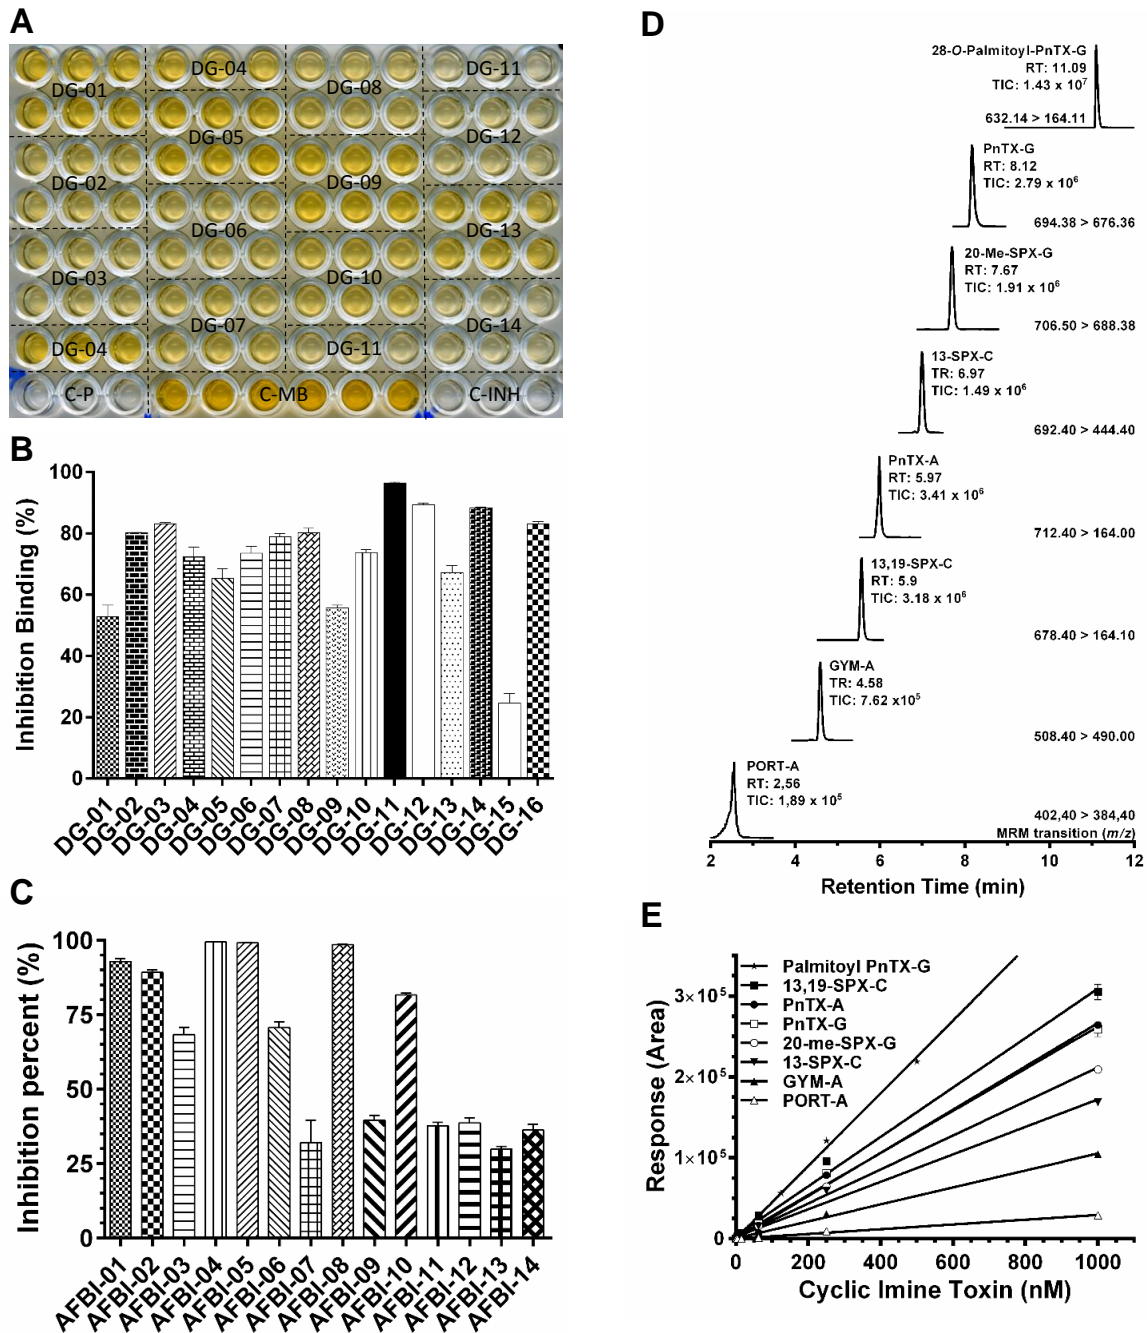 A
DG-04
DG-11
DG-01
DG-08
DG-05
DG-12
DG-02
DG-09
DG-06
DG-13
DG-03
DG-10
DG-07
DG-14
DG-04
DG-11
C-P
C-MB
C-INH
B
Inhibition Binding (%)
100
80
60
40
20
0
DG-01
DG-02
DG-03
DG-04
DG-05
DG-06
DG-07
DG-08
DG-09
DG-10
DG-11
DG-12
DG-13
DG-14
DG-15
DG-16
C
Inhibition percent (%)
100
75
50
25
0
AFBI-01
AFBI-02
AFBI-03
AFBI-04
AFBI-05
AFBI-06
AFBI-07
AFBI-08
AFBI-09
AFBI-10
AFBI-11
AFBI-12
AFBI-13
AFBI-14
D
28-O-Palmitoyl-PnTX-G
RT: 11.09
TIC: 1.43 x 10⁷
632.14 > 164.11
PnTX-G
RT: 8.12
TIC: 2.79 x 10⁶
694.38 > 676.36
20-Me-SPX-G
RT: 7.67
TIC: 1.91 x 10⁶
706.50 > 688.38
13-SPX-C
TR: 6.97
TIC: 1.49 x 10⁶
692.40 > 444.40
PnTX-A
RT: 5.97
TIC: 3.41 x 10⁶
712.40 > 164.00
13,19-SPX-C
RT: 5.9
TIC: 3.18 x 10⁶
678.40 > 164.10
GYM-A
TR: 4.58
TIC: 7.62 x10⁵
508.40 > 490.00
PORT-A
RT: 2,56
TIC: 1,89 x 10⁵
402,40 > 384,40
MRM transition (m/z)
2 4 6 8 10 12
Retention Time (min)
E
Response (Area)
3×10⁵
2×10⁵
1×10⁵
0
Palmitoyl PnTX-G
13,19-SPX-C
PnTX-A
PnTX-G
20-me-SPX-G
13-SPX-C
GYM-A
PORT-A
0 200 400 600 800 1000
Cyclic Imine Toxin (nM)